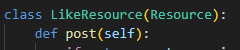 class LikeResource(Resource):
def post(self):